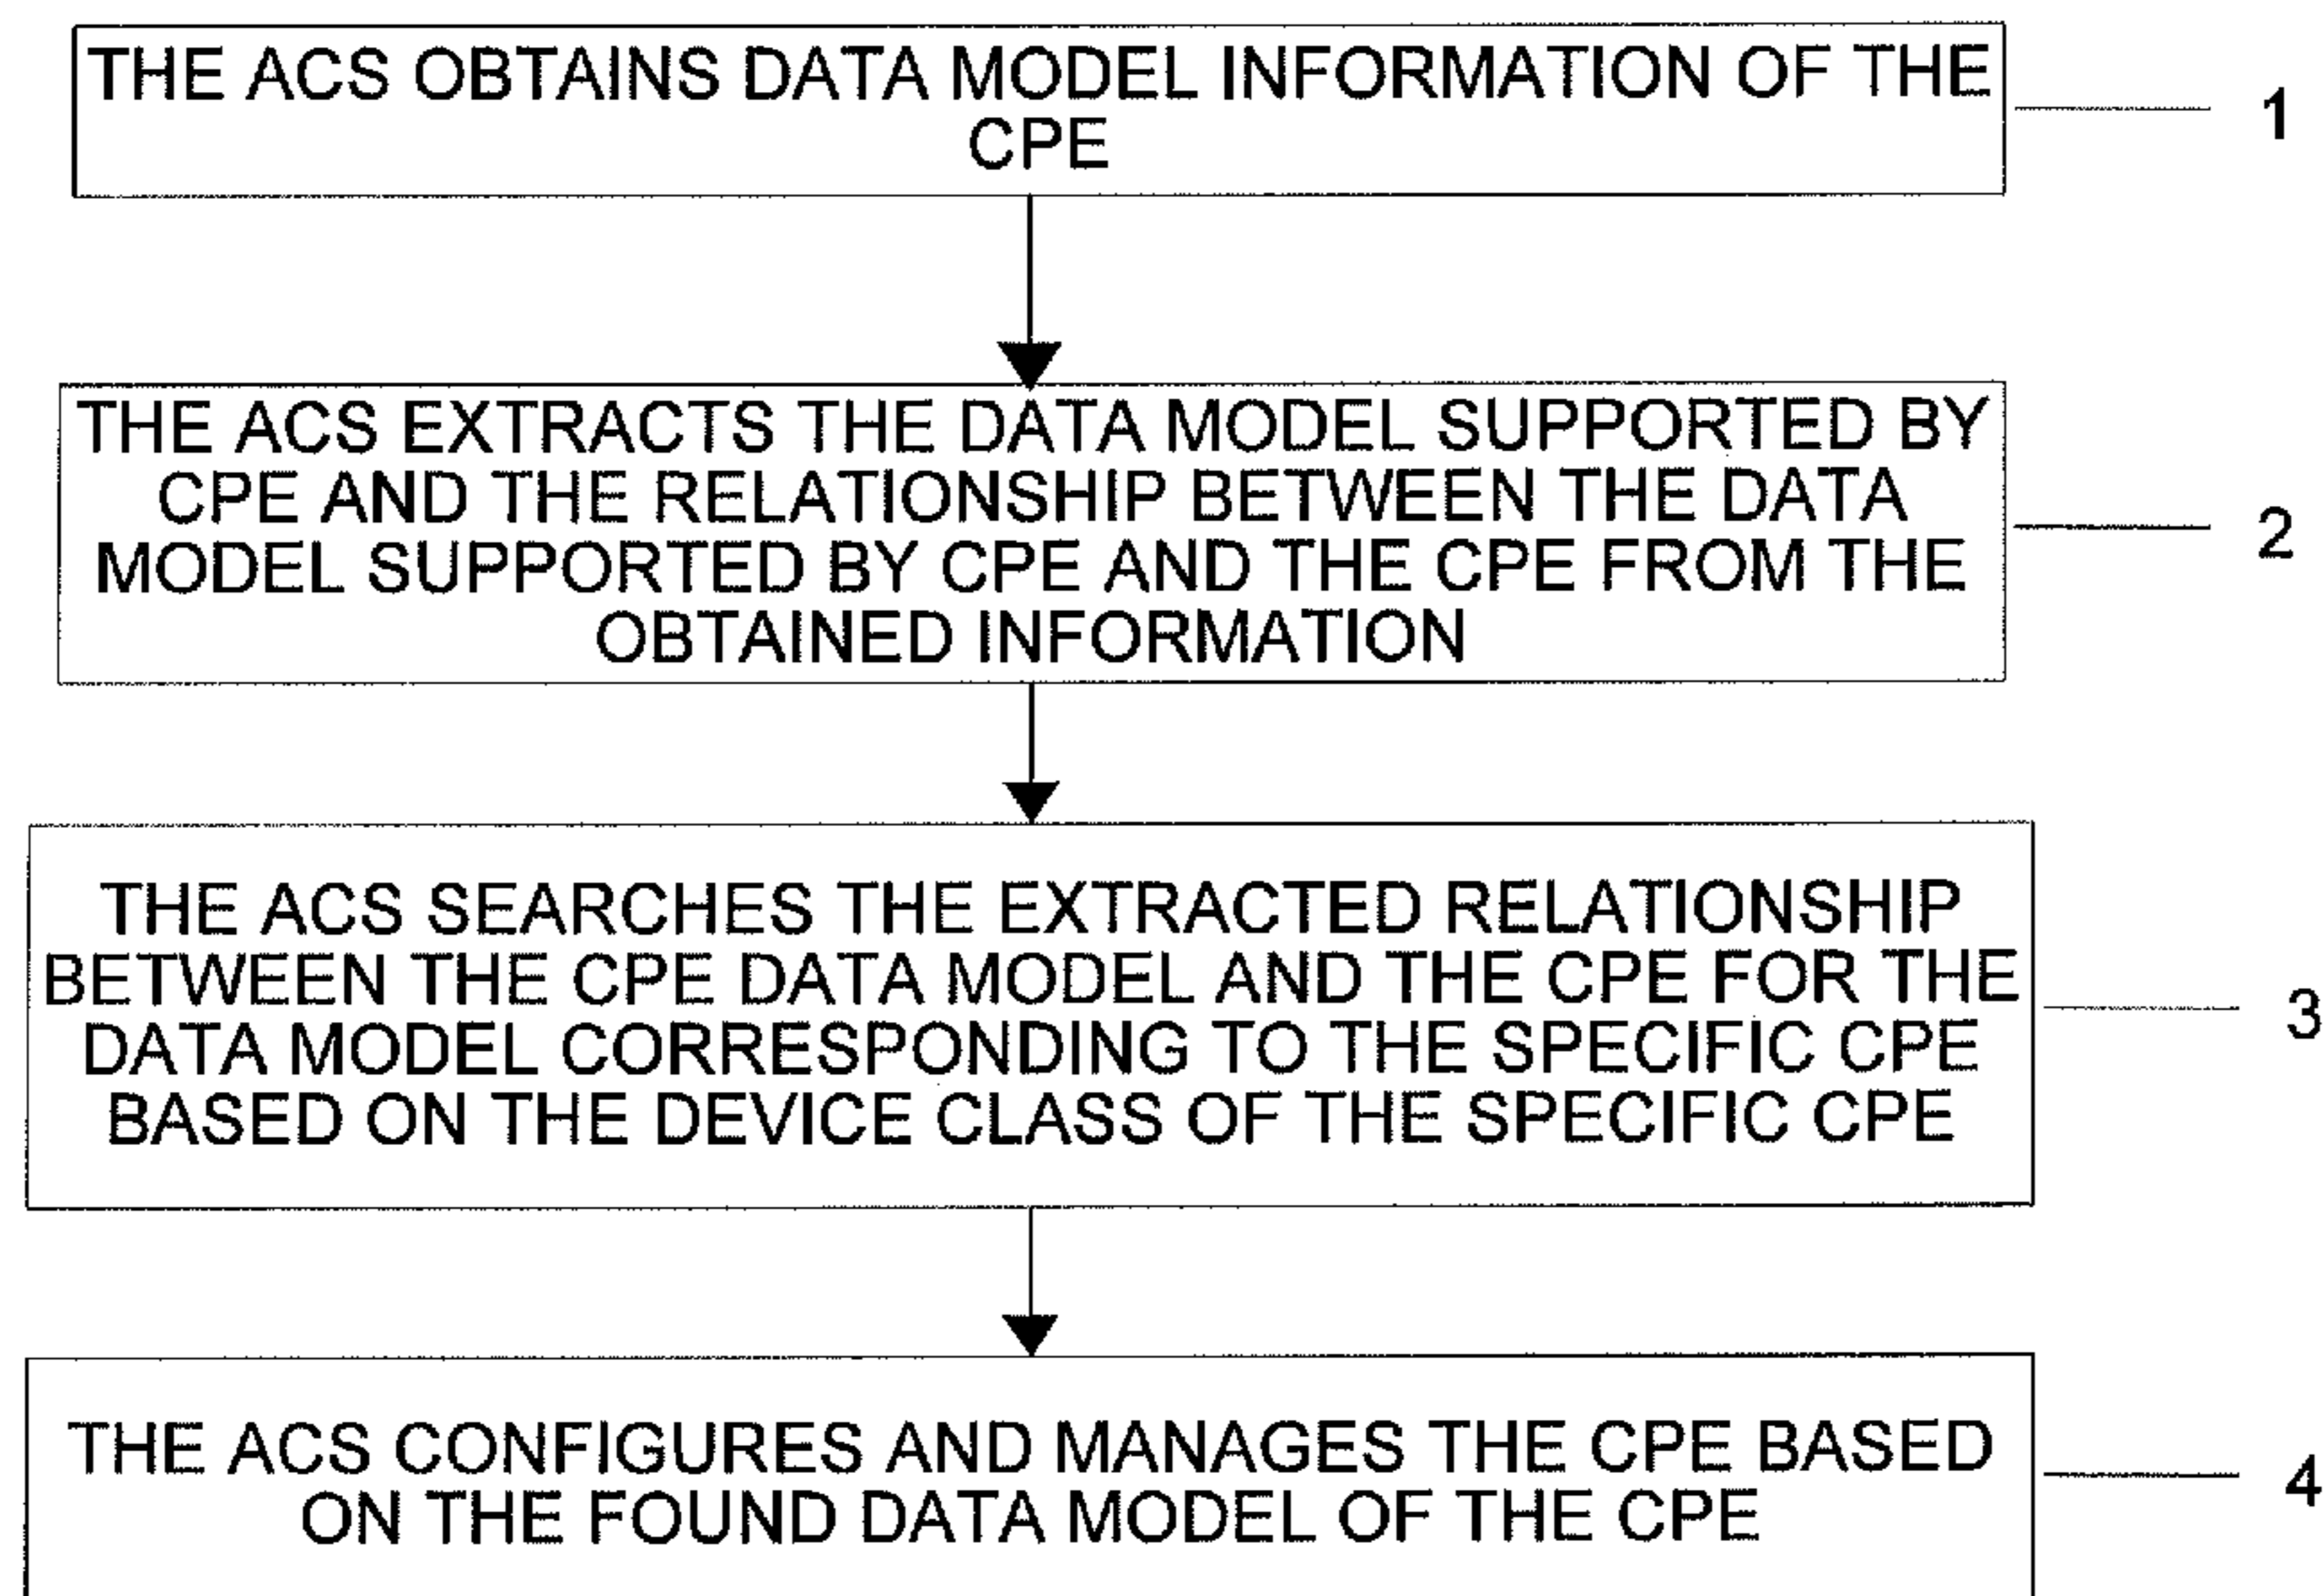 THE ACS OBTAINS DATA MODEL INFORMATION OF THE
CPE
1
THE ACS EXTRACTS THE DATA MODEL SUPPORTED BY
CPE AND THE RELATIONSHIP BETWEEN THE DATA
MODEL SUPPORTED BY CPE AND THE CPE FROM THE
OBTAINED INFORMATION
2
THE ACS SEARCHES THE EXTRACTED RELATIONSHIP
BETWEEN THE CPE DATA MODEL AND THE CPE FOR THE
DATA MODEL CORRESPONDING TO THE SPECIFIC CPE
BASED ON THE DEVICE CLASS OF THE SPECIFIC CPE
3
THE ACS CONFIGURES AND MANAGES THE CPE BASED
ON THE FOUND DATA MODEL OF THE CPE
4